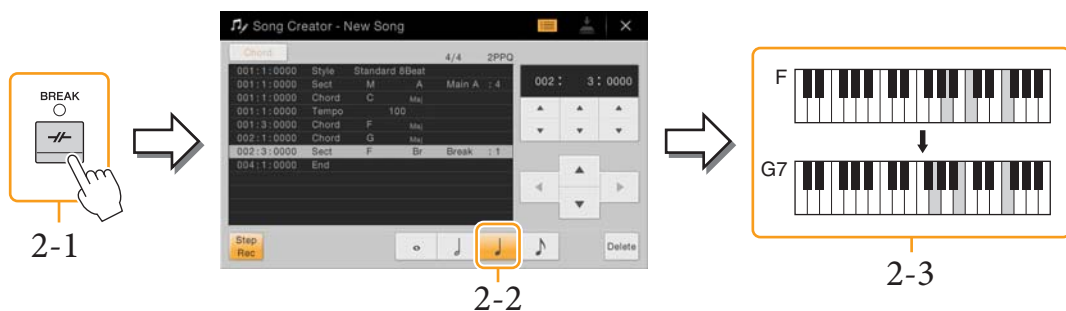 BREAK
2-1
Song Creator - New Song
Chord
4/4 2PPQ
001:1:0000 Style Standard 8Beat
001:1:0000 Sect M A Main A :4
001:1:0000 Chord C Maj
001:1:0000 Tempo 100
001:3:0000 Chord F Maj
002:1:0000 Chord G Maj
002:3:0000 Sect F Br Break :1
004:1:0000 End
002: 3:0000
Step
Rec
Delete
2-2
F
G7
2-3